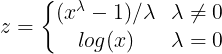 z = { (x^λ − 1)/λ   λ ≠ 0
log(x)   λ = 0